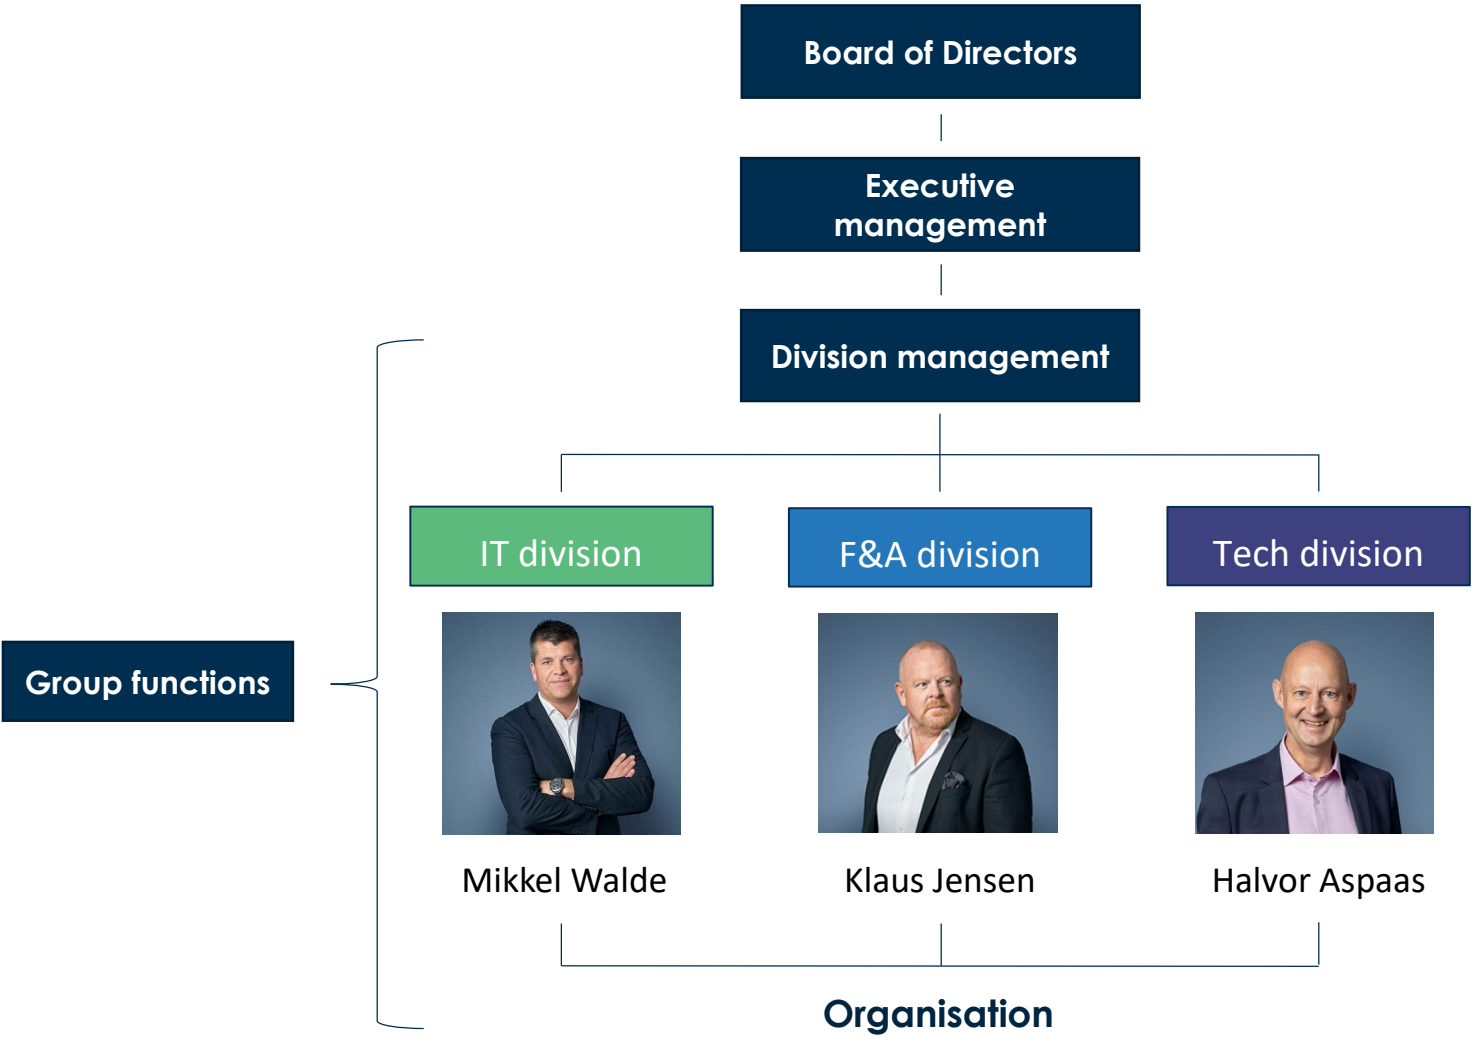 Board of Directors
Executive
management
Division management
IT division
F&A division
Tech division
Group functions
Mikkel Walde
Klaus Jensen
Halvor Aspaas
Organisation